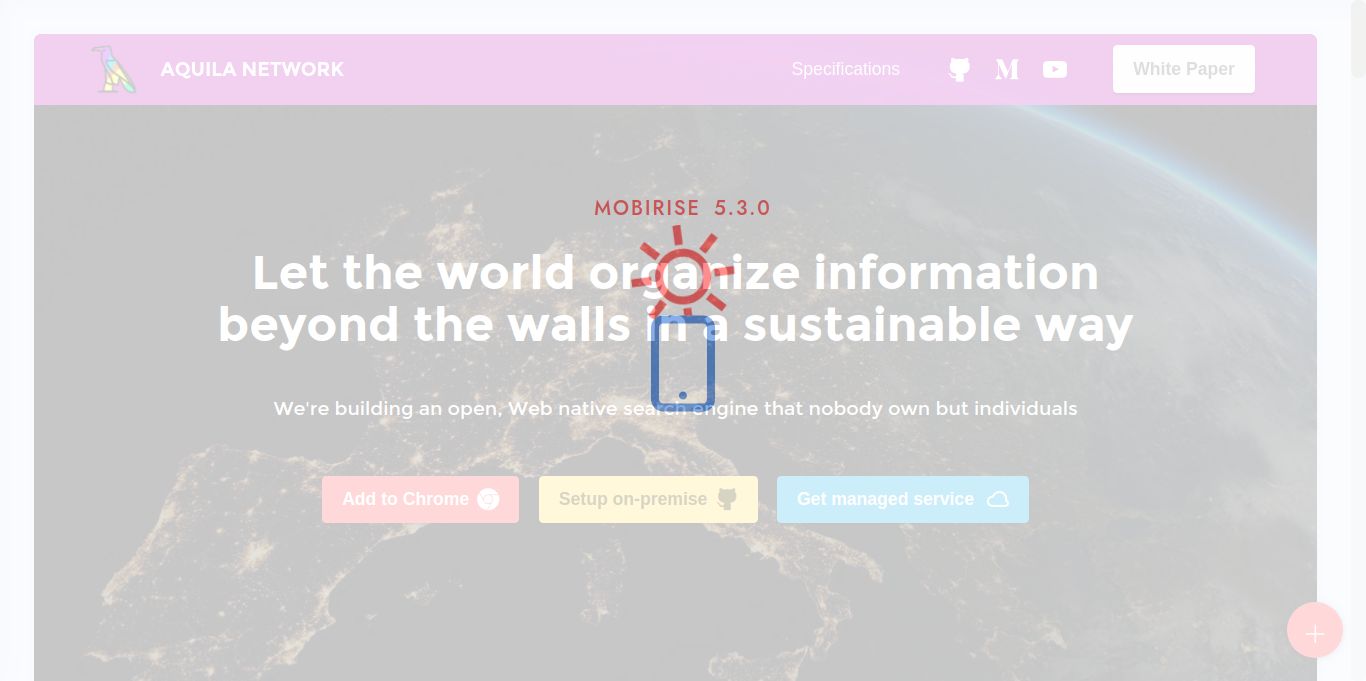 AQUILA NETWORK
Specifications
White Paper
MOBIRISE 5.3.0
Let the world organize information
beyond the walls in a sustainable way
We're building an open, Web native search engine that nobody own but individuals
Add to Chrome
Setup on-premise
Get managed service